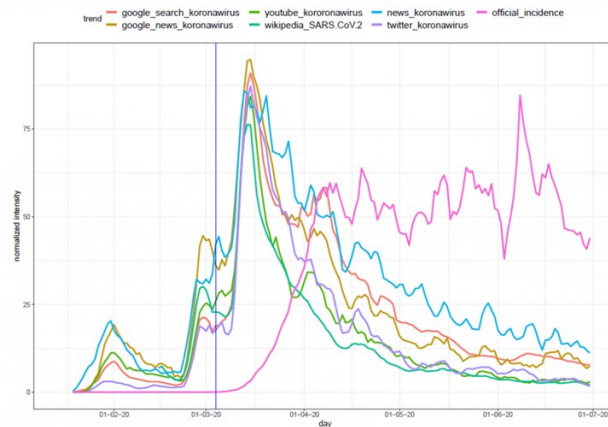 trend google_search_koronawirus youtube_kororonawirus news_koronawirus official_incidence
google_news_koronawirus wikipedia_SARS.CoV.2 twitter_koronawirus
75
50
25
0
normalized intensity
01-02-20 01-03-20 01-04-20 01-05-20 01-06-20 01-07-20
day